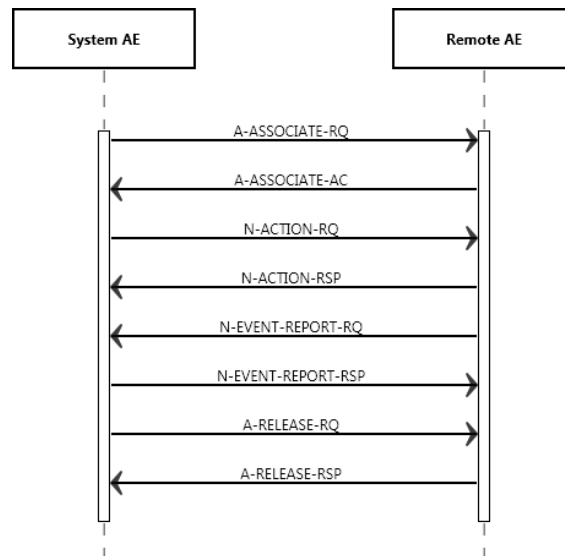 System AE
Remote AE
A-ASSOCIATE-RQ
A-ASSOCIATE-AC
N-ACTION-RQ
N-ACTION-RSP
N-EVENT-REPORT-RQ
N-EVENT-REPORT-RSP
A-RELEASE-RQ
A-RELEASE-RSP